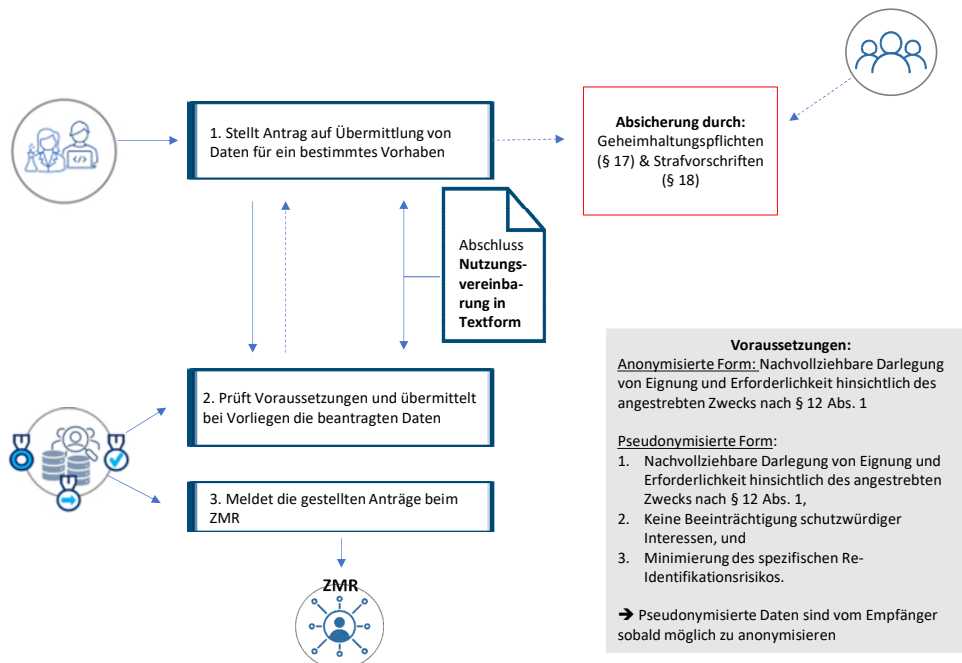 1. Stellt Antrag auf Übermittlung von
Daten für ein bestimmtes Vorhaben
Absicherung durch:
Geheimhaltungspflichten
(§ 17) & Strafvorschriften
(§ 18)
Abschluss
Nutzungs-
vereinba-
rung in
Textform
2. Prüft Voraussetzungen und übermittelt
bei Vorliegen die beantragten Daten
3. Meldet die gestellten Anträge beim
ZMR
ZMR
Voraussetzungen:
Anonymisierte Form: Nachvollziehbare Darlegung
von Eignung und Erforderlichkeit hinsichtlich des
angestrebten Zwecks nach § 12 Abs. 1
Pseudonymisierte Form:
1. Nachvollziehbare Darlegung von Eignung und
Erforderlichkeit hinsichtlich des angestrebten
Zwecks nach § 12 Abs. 1,
2. Keine Beeinträchtigung schutzwürdiger
Interessen, und
3. Minimierung des spezifischen Re-
Identifikationsrisikos.
➔ Pseudonymisierte Daten sind vom Empfänger
sobald möglich zu anonymisieren